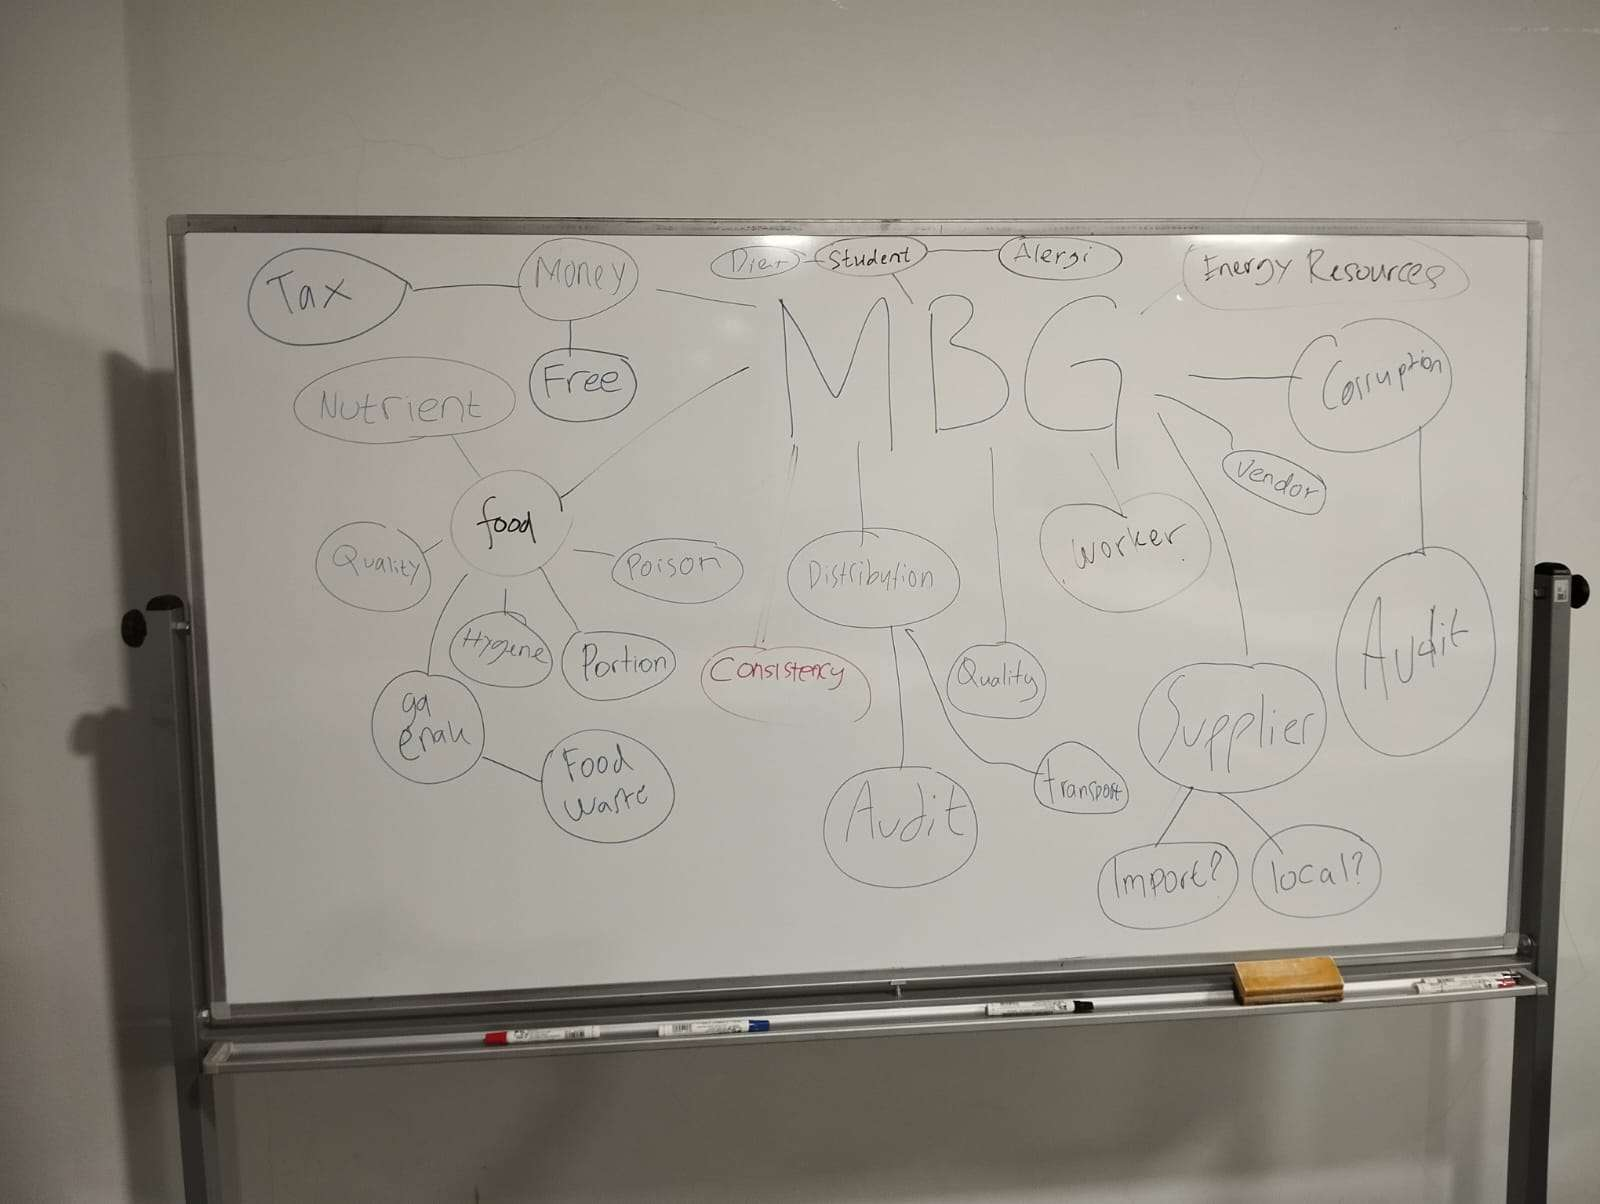 Tax
Money
Diet
Student
Alergi
Energy Resources
Free
Nutrient
MBG
Corruption
Vendor
food
Quality
Poison
Distribution
Worker
Hygene
Portion
Consistency
Quality
Audit
ga
enak
Supplier
Food
waste
Audit
transport
Import?
local?